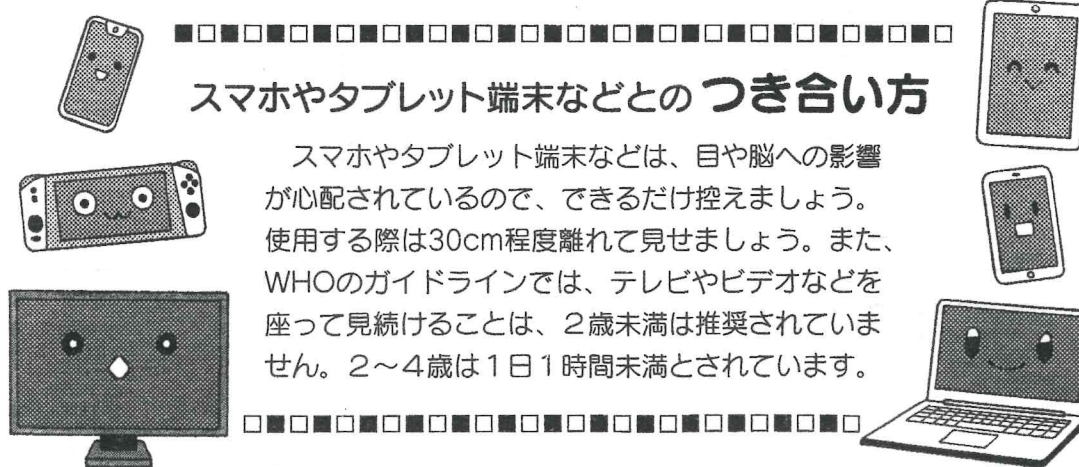 スマホやタブレット端末などとのつき合い方
スマホやタブレット端末などは、目や脳への影響
が心配されているので、できるだけ控えましょう。
使用する際は30cm程度離れて見せましょう。また、
WHOのガイドラインでは、テレビやビデオなどを
座って見続けることは、2歳未満は推奨されていま
せん。2～4歳は1日1時間未満とされています。